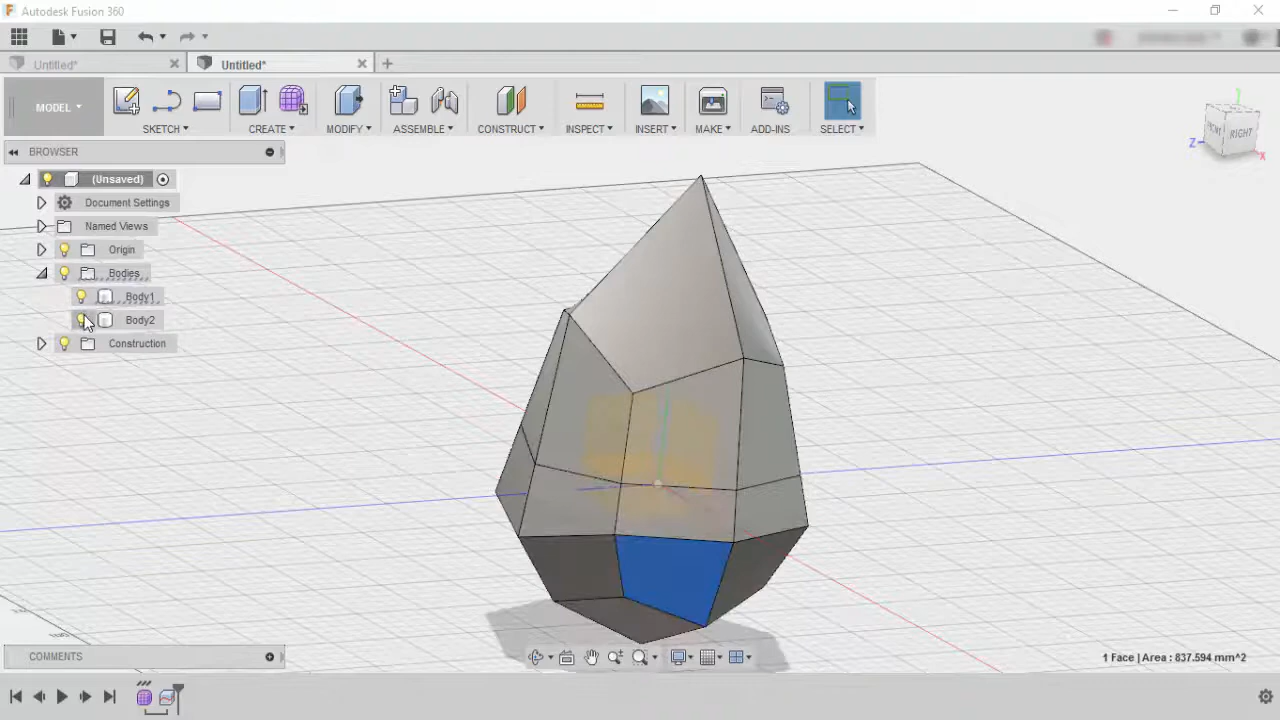 Autodesk Fusion 360
Untitled*
Untitled*
MODEL
SKETCH
CREATE
MODIFY
ASSEMBLE
CONSTRUCT
INSPECT
INSERT
MAKE
ADD-INS
SELECT
FRONT
RIGHT
Z
Y
X
BROWSER
(Unsaved)
Document Settings
Named Views
Origin
Bodies
Body1
Body2
Construction
COMMENTS
1 Face | Area : 837.594 mm^2